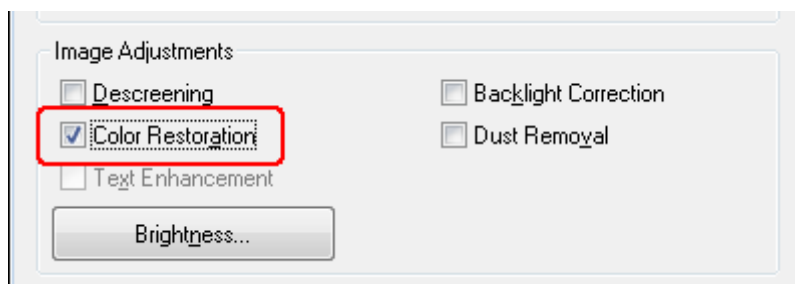 Image Adjustments
Descreening
Backlight Correction
Color Restoration
Dust Removal
Text Enhancement
Brightness...